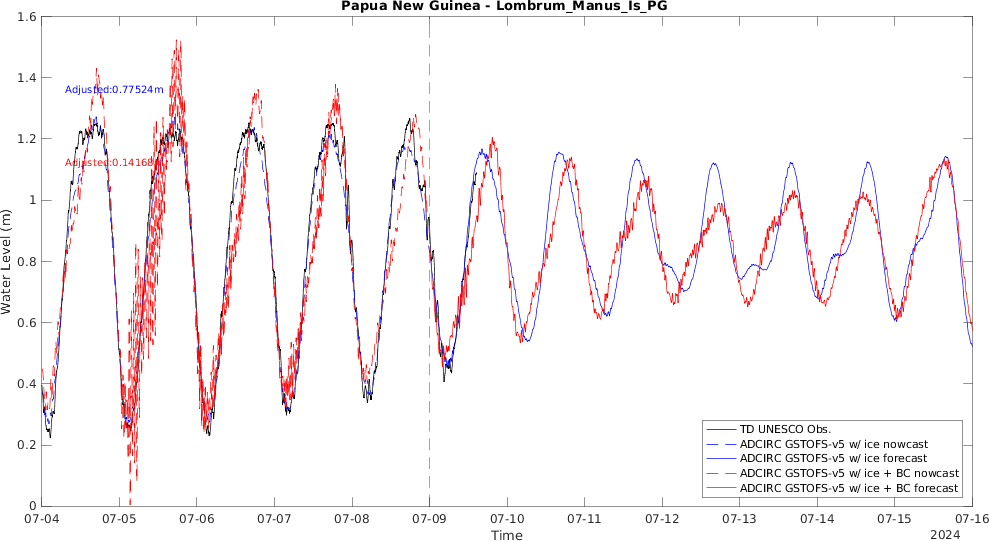 Papua New Guinea - Lombrum_Manus_Is_PG
1.6
1.4
1.2
1
0.8
0.6
0.4
0.2
0
Water Level (m)
Adjusted:0.77524m
Adjusted:0.14168
TD UNESCO Obs.
ADCIRC GSTOFS-v5 w/ ice nowcast
ADCIRC GSTOFS-v5 w/ ice forecast
ADCIRC GSTOFS-v5 w/ ice + BC nowcast
ADCIRC GSTOFS-v5 w/ ice + BC forecast
07-04 07-05 07-06 07-07 07-08 07-09 07-10 07-11 07-12 07-13 07-14 07-15 07-16
Time
2024